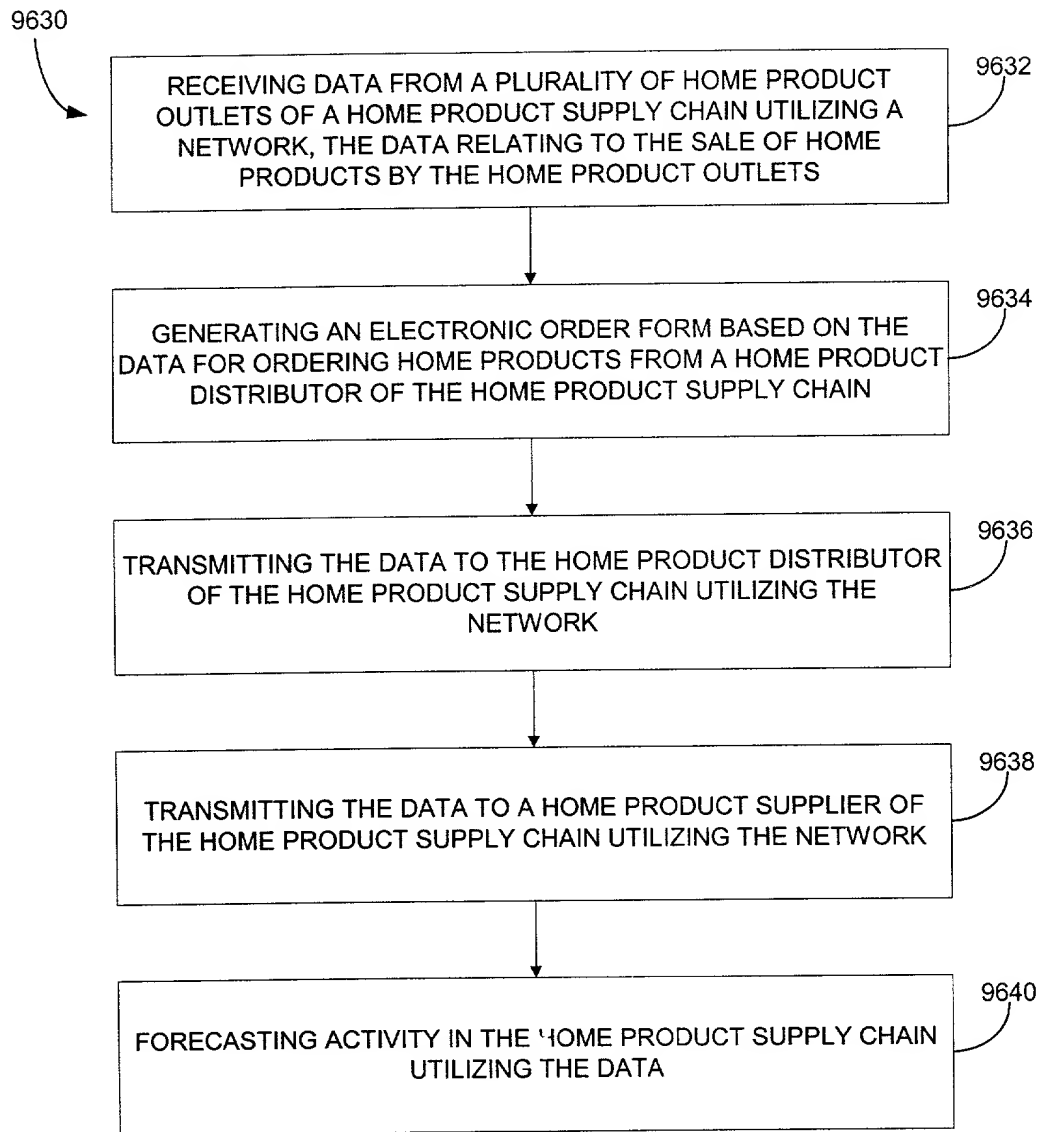 9630
RECEIVING DATA FROM A PLURALITY OF HOME PRODUCT
OUTLETS OF A HOME PRODUCT SUPPLY CHAIN UTILIZING A
NETWORK, THE DATA RELATING TO THE SALE OF HOME
PRODUCTS BY THE HOME PRODUCT OUTLETS
9632
GENERATING AN ELECTRONIC ORDER FORM BASED ON THE
DATA FOR ORDERING HOME PRODUCTS FROM A HOME PRODUCT
DISTRIBUTOR OF THE HOME PRODUCT SUPPLY CHAIN
9634
TRANSMITTING THE DATA TO THE HOME PRODUCT DISTRIBUTOR
OF THE HOME PRODUCT SUPPLY CHAIN UTILIZING THE
NETWORK
9636
TRANSMITTING THE DATA TO A HOME PRODUCT SUPPLIER OF
THE HOME PRODUCT SUPPLY CHAIN UTILIZING THE NETWORK
9638
FORECASTING ACTIVITY IN THE HOME PRODUCT SUPPLY CHAIN
UTILIZING THE DATA
9640